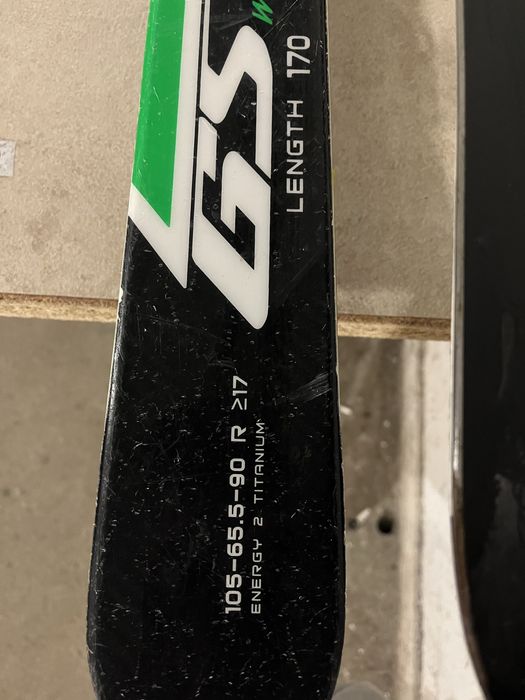 GS
LENGTH 170
105-65.5-90 R ≥17
ENERGY 2 TITANIUM